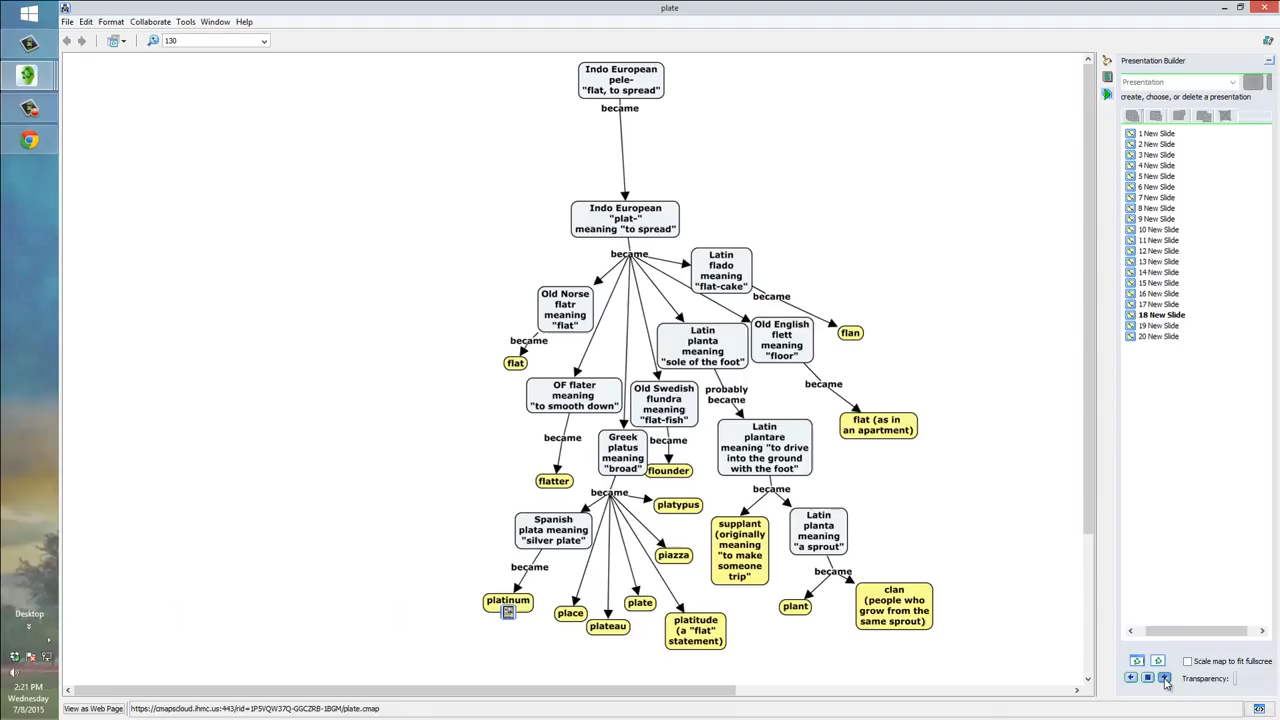 plate
File Edit Format Collaborate Tools Window Help
130
Indo European
pele-
"flat, to spread"
became
Indo European
"plat-"
meaning "to spread"
became
Latin
flado
meaning
"flat-cake"
became
flan
Old Norse
flatr
meaning
"flat"
became
flat
Latin
planta
meaning
"sole of the foot"
Old English
flett
meaning
"floor"
became
flat (as in
an apartment)
OF flater
meaning
"to smooth down"
became
flatter
Old Swedish
flundra
meaning
"flat-fish"
became
flounder
probably
became
Latin
plantare
meaning "to drive
into the ground
with the foot"
became
Greek
platus
meaning
"broad"
became
platypus
piazza
plate
platitude
(a "flat"
statement)
plateau
place
Spanish
plata meaning
"silver plate"
became
platinum
supplant
(originally
meaning
"to make
someone
trip"
Latin
planta
meaning
"a sprout"
became
plant
clan
(people who
grow from the
same sprout)
Presentation Builder
Presentation
create, choose, or delete a presentation
1 New Slide
2 New Slide
3 New Slide
4 New Slide
5 New Slide
6 New Slide
7 New Slide
8 New Slide
9 New Slide
10 New Slide
11 New Slide
12 New Slide
13 New Slide
14 New Slide
15 New Slide
16 New Slide
17 New Slide
18 New Slide
19 New Slide
20 New Slide
Scale map to fit fullscree
Transparency:
Desktop
2:21 PM
Wednesday
7/8/2015
View as Web Page
https://cmapscloud.ihmc.us:443/rid=1P5VQW37Q-GGCZRB-1BGM/plate.cmap